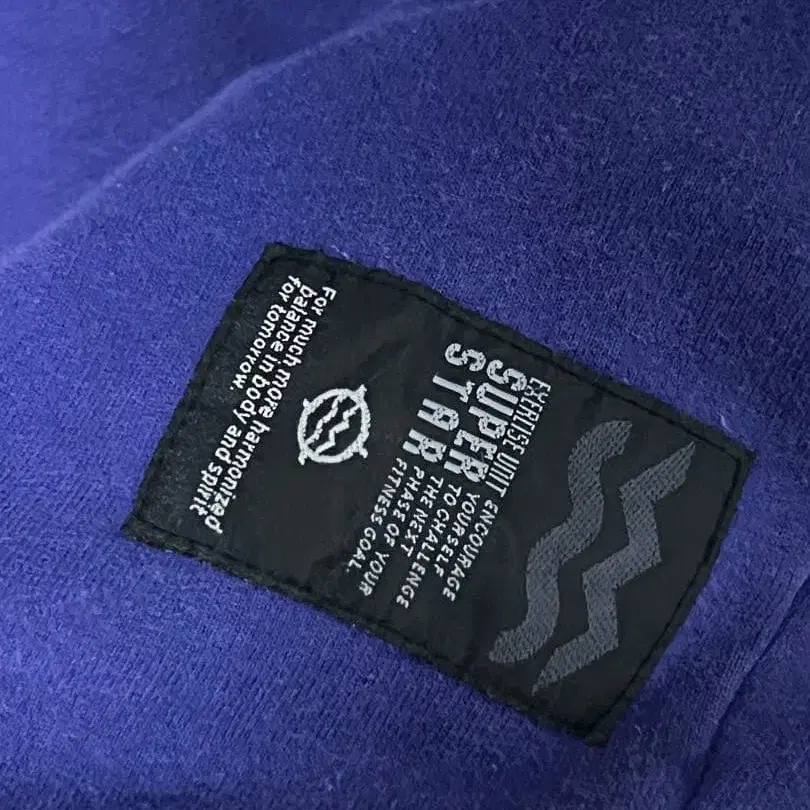 UNIT
SUPER
STAR
ENCOURAGE
YOURSELF
TO CHALLENGE
THE NEXT
PHASE OF YOUR
FITNESS GOAL.
For much more harmonized
balance in body and spirit
for tomorrow.